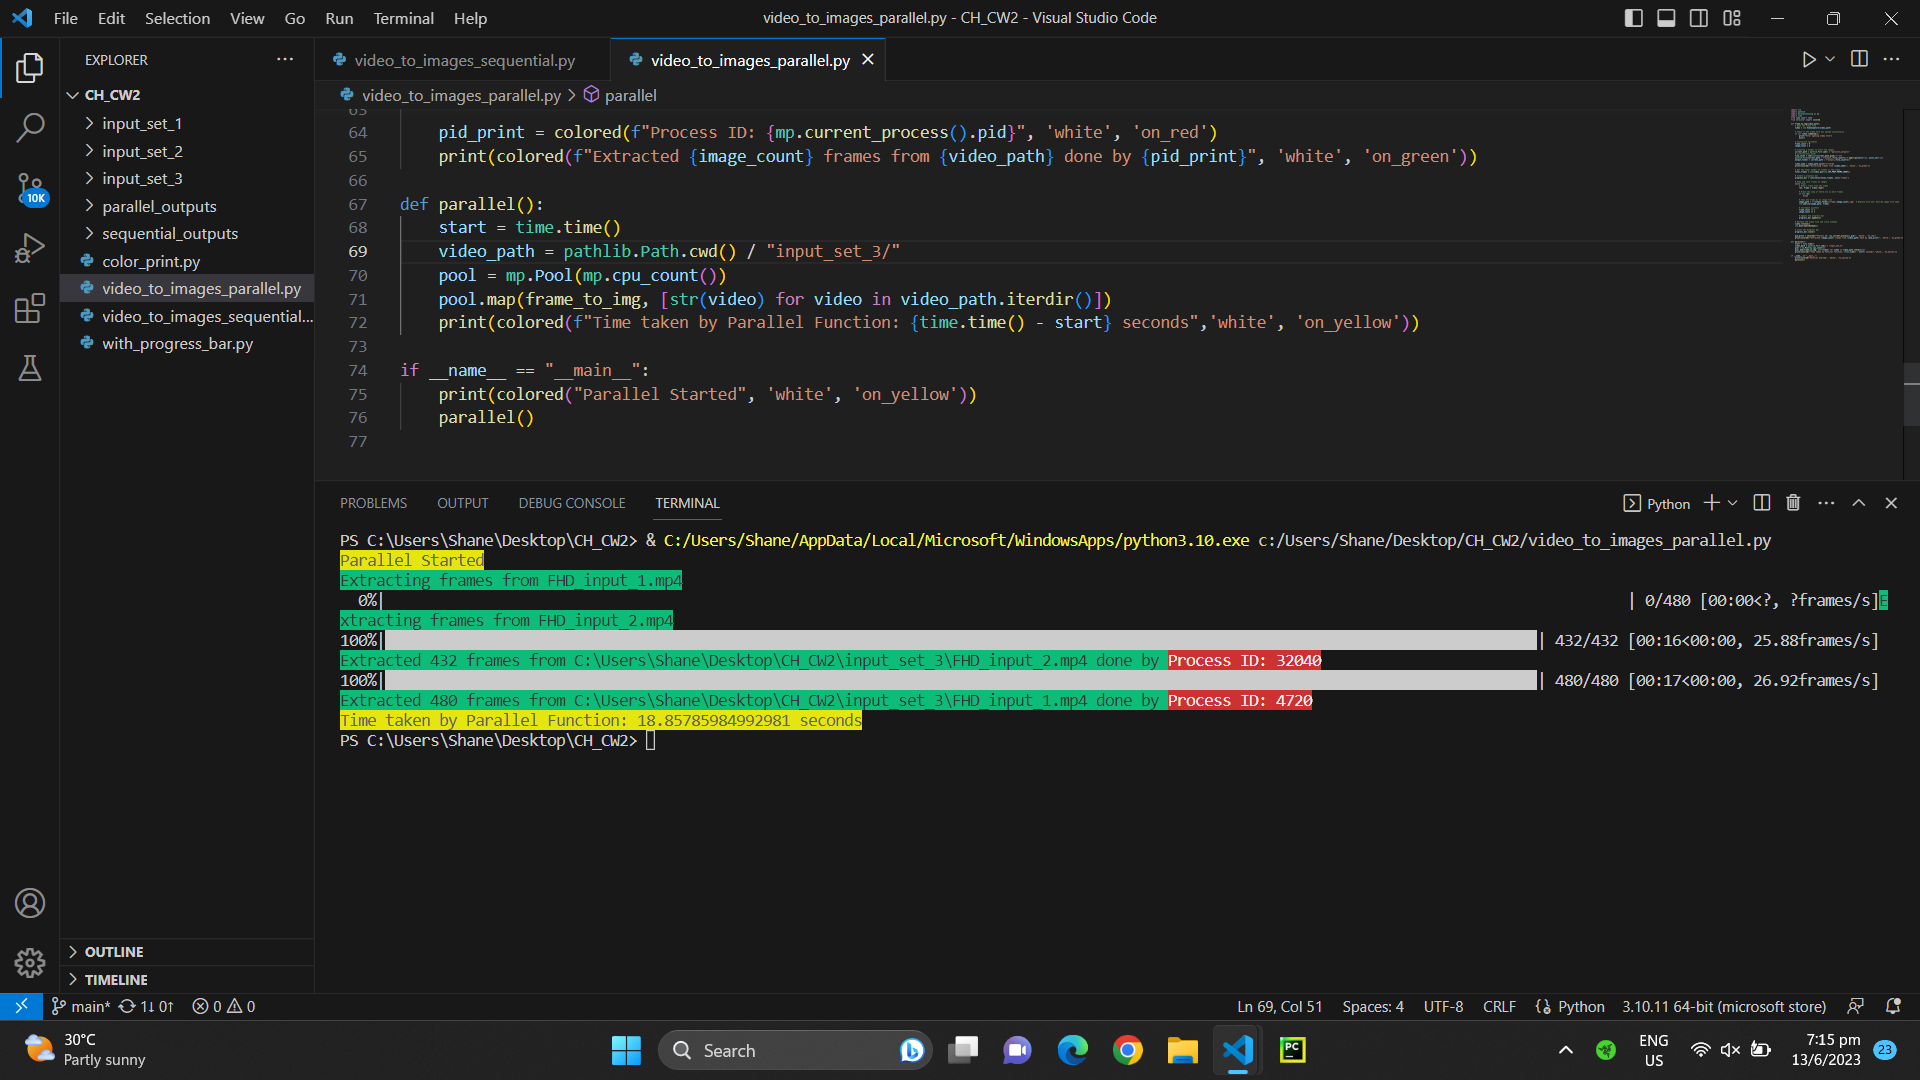 File Edit Selection View Go Run Terminal Help
video_to_images_parallel.py - CH_CW2 - Visual Studio Code
EXPLORER
CH_CW2
input_set_1
input_set_2
input_set_3
parallel_outputs
sequential_outputs
color_print.py
video_to_images_parallel.py
video_to_images_sequential...
with_progress_bar.py
10K
OUTLINE
TIMELINE
video_to_images_sequential.py
video_to_images_parallel.py
video_to_images_parallel.py > parallel
63
64 pid_print = colored(f"Process ID: {mp.current_process().pid}", 'white', 'on_red')
65 print(colored(f"Extracted {image_count} frames from {video_path} done by {pid_print}", 'white', 'on_green'))
66
67 def parallel():
68 start = time.time()
69 video_path = pathlib.Path.cwd() / "input_set_3/"
70 pool = mp.Pool(mp.cpu_count())
71 pool.map(frame_to_img, [str(video) for video in video_path.iterdir()])
72 print(colored(f"Time taken by Parallel Function: {time.time() - start} seconds",'white', 'on_yellow'))
73
74 if __name__ == "__main__":
75 print(colored("Parallel Started", 'white', 'on_yellow'))
76 parallel()
77
PROBLEMS OUTPUT DEBUG CONSOLE TERMINAL
Python
PS C:\Users\Shane\Desktop\CH_CW2> & C:/Users/Shane/AppData/Local/Microsoft/WindowsApps/python3.10.exe c:/Users/Shane/Desktop/CH_CW2/video_to_images_parallel.py
Parallel Started
Extracting frames from FHD_input_1.mp4
0%| | 0/480 [00:00<?, ?frames/s]E
xtracting frames from FHD_input_2.mp4
100%| | 432/432 [00:16<00:00, 25.88frames/s]
Extracted 432 frames from C:\Users\Shane\Desktop\CH_CW2\input_set_3\FHD_input_2.mp4 done by Process ID: 32040
100%| | 480/480 [00:17<00:00, 26.92frames/s]
Extracted 480 frames from C:\Users\Shane\Desktop\CH_CW2\input_set_3\FHD_input_1.mp4 done by Process ID: 4720
Time taken by Parallel Function: 18.85785984992981 seconds
PS C:\Users\Shane\Desktop\CH_CW2>
main* 1↓ 0↑ 0 0
Ln 69, Col 51 Spaces: 4 UTF-8 CRLF Python 3.10.11 64-bit (microsoft store)
30°C
Partly sunny
Search
PC
ENG
US
7:15 pm
13/6/2023
23